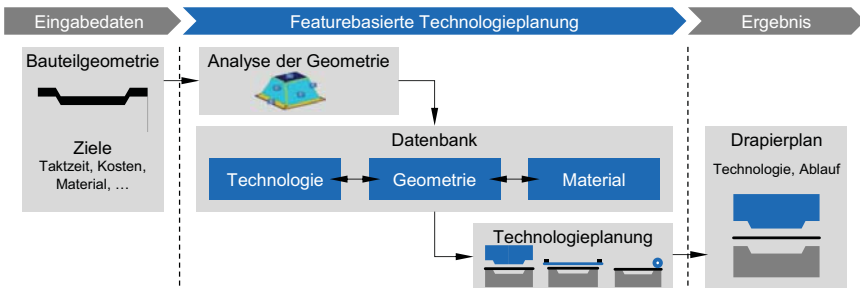 Eingabedaten
Featurebasierte Technologieplanung
Ergebnis
Bauteilgeometrie
Ziele
Taktzeit, Kosten,
Material, …
Analyse der Geometrie
Datenbank
Technologie
Geometrie
Material
Technologieplanung
Drapierplan
Technologie, Ablauf